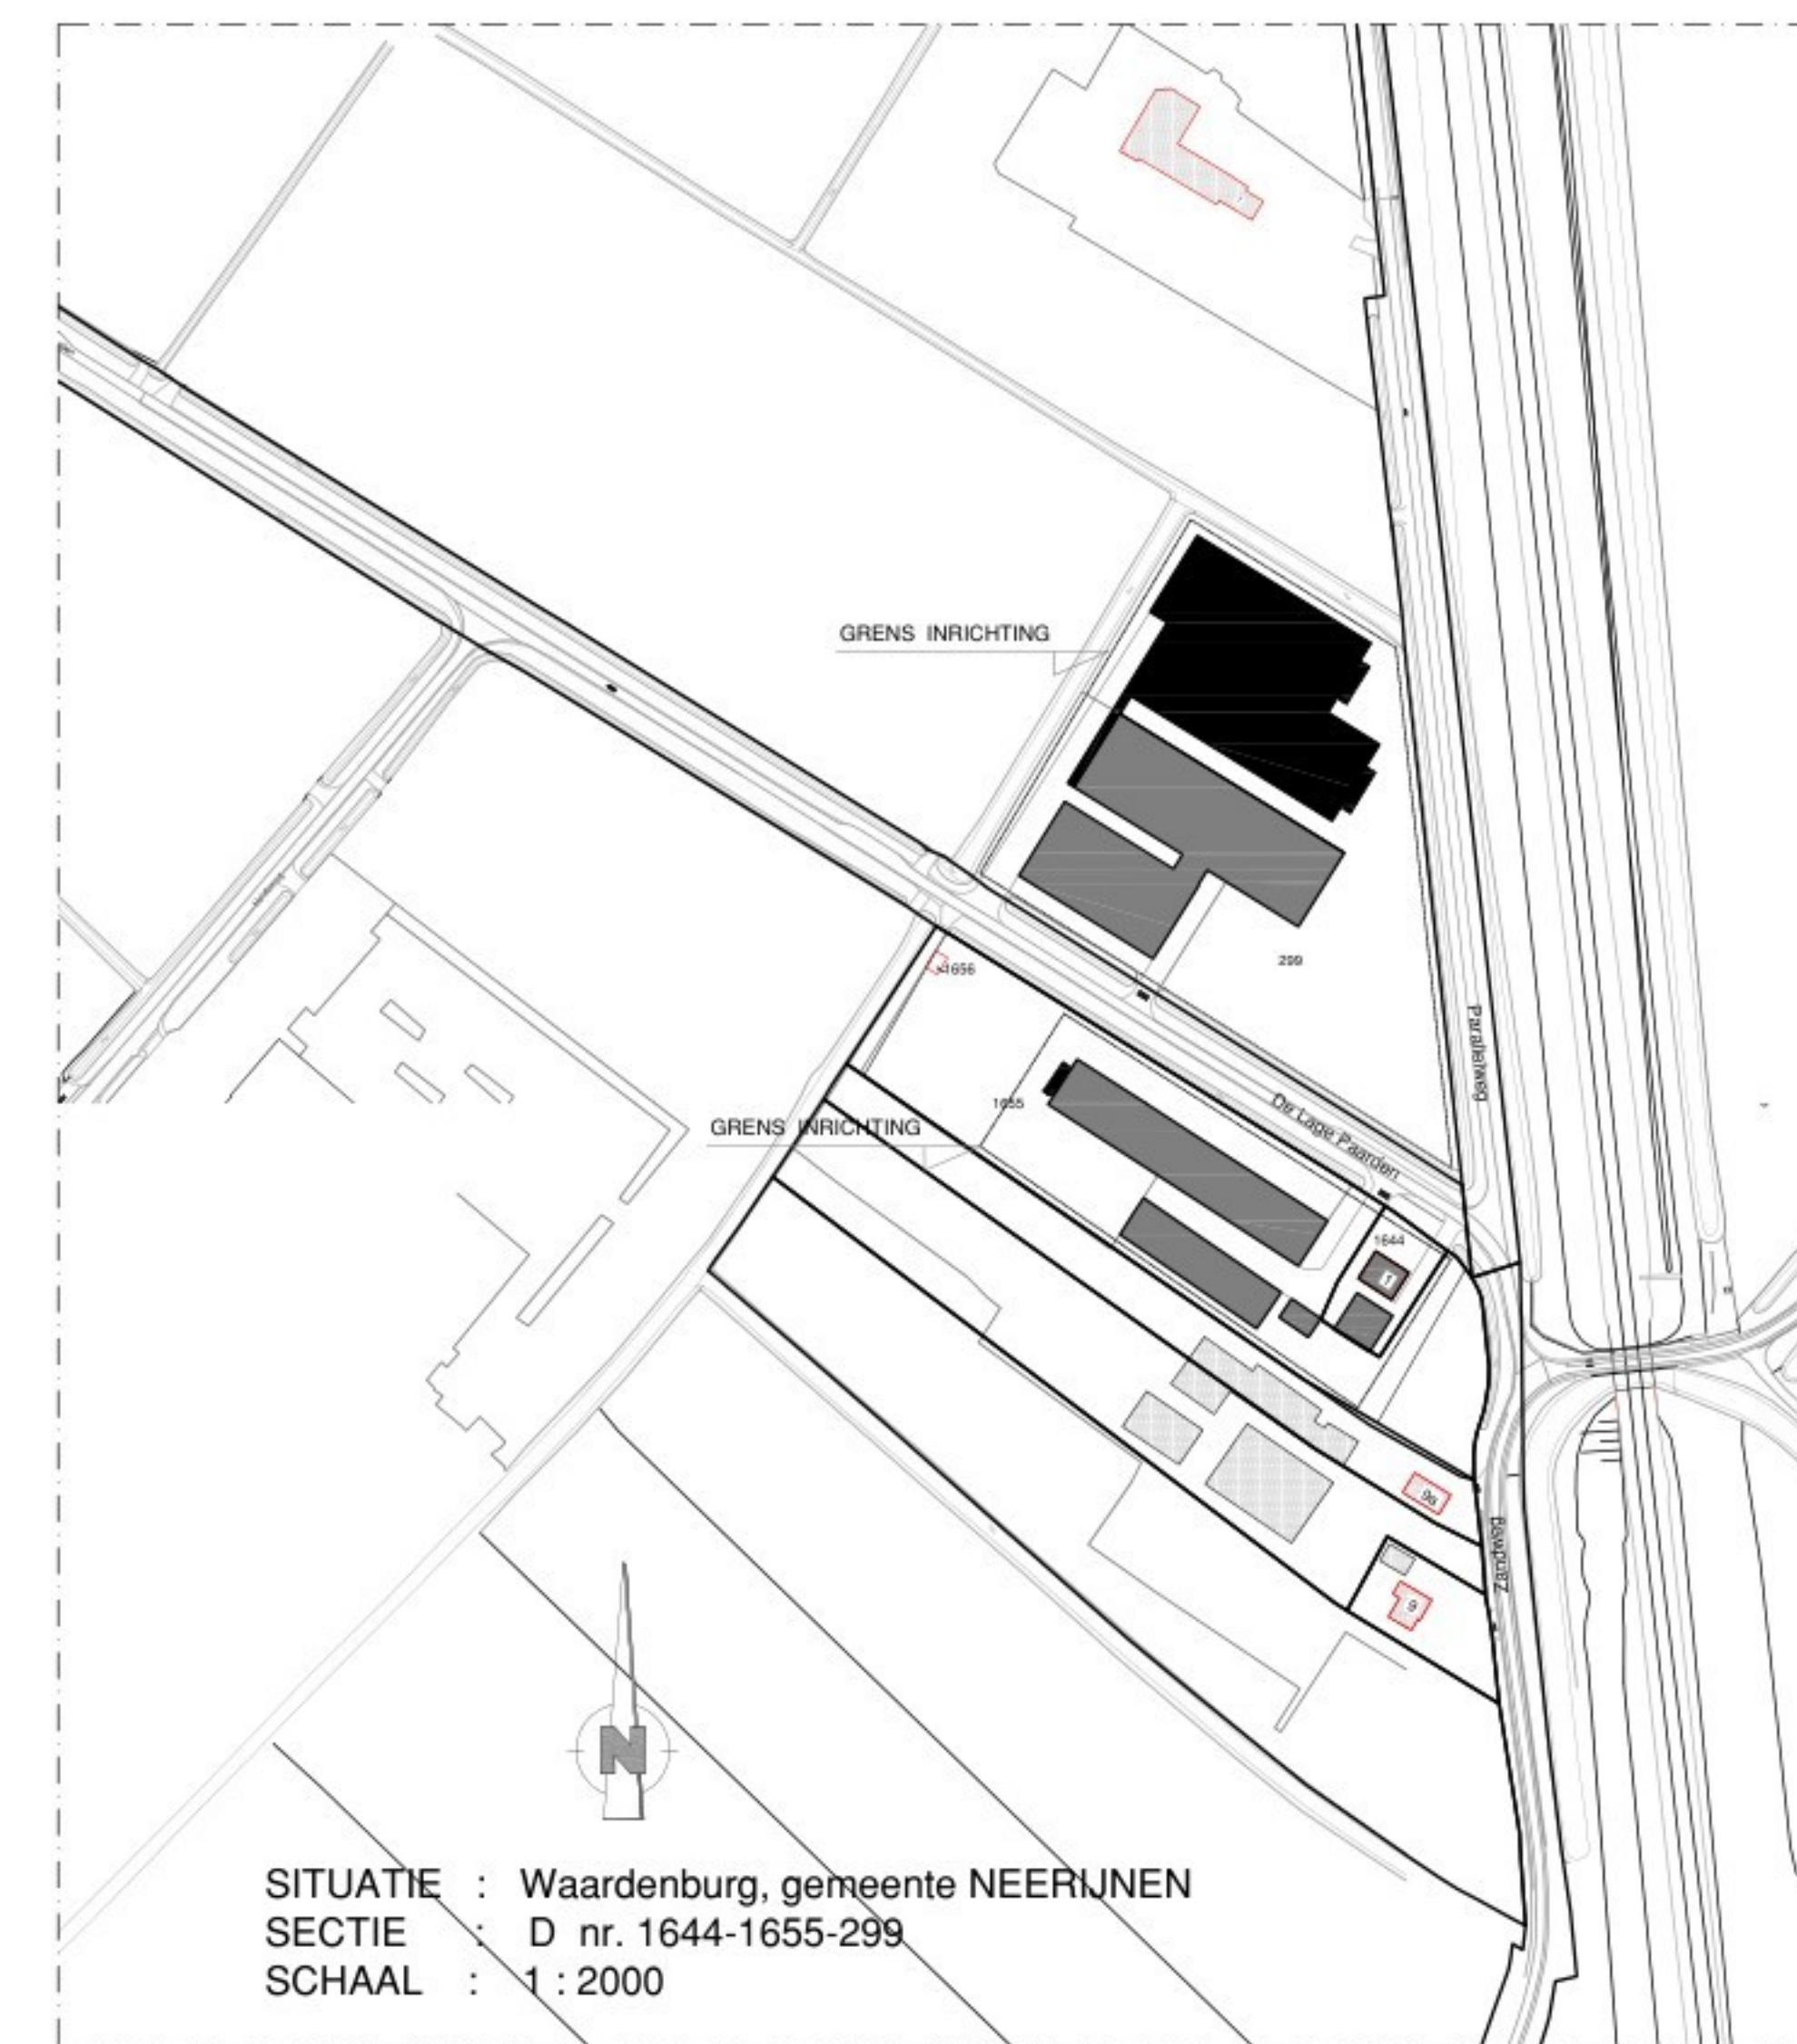 GRENS INRICHTING
299
1656
Parallelweg
1655
De Lage Paarden
GRENS INRICHTING
1644
1
9a
Zandweg
9
N
SITUATIE : Waardenburg, gemeente NEERIJNEN
SECTIE : D nr. 1644-1655-299
SCHAAL : 1 : 2000